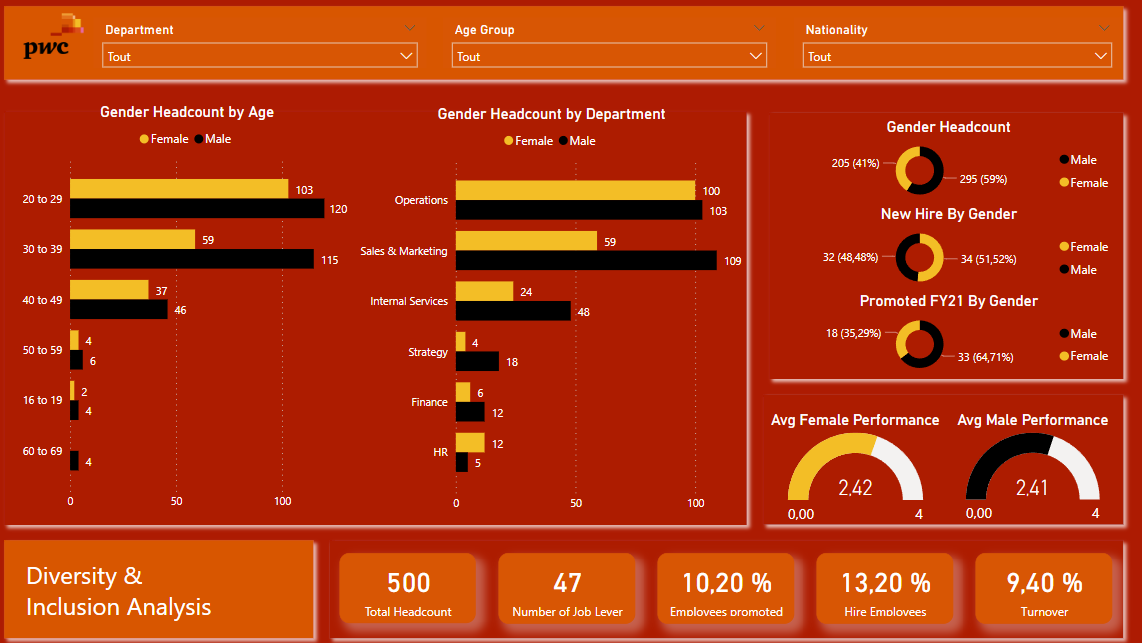 pwc
Department
Tout
Age Group
Tout
Nationality
Tout
Gender Headcount by Age
Female Male
20 to 29
103
120
30 to 39
59
115
40 to 49
37
46
50 to 59
4
6
16 to 19
2
4
60 to 69
4
0 50 100
Gender Headcount by Department
Female Male
Operations
100
103
Sales & Marketing
59
109
Internal Services
24
48
Strategy
4
18
Finance
6
12
HR
12
5
0 50 100
Gender Headcount
205 (41%)
295 (59%)
Male
Female
New Hire By Gender
32 (48,48%)
34 (51,52%)
Female
Male
Promoted FY21 By Gender
18 (35,29%)
33 (64,71%)
Male
Female
Avg Female Performance
2,42
0,00 4
Avg Male Performance
2,41
0,00 4
Diversity &
Inclusion Analysis
500
Total Headcount
47
Number of Job Lever
10,20 %
Employees promoted
13,20 %
Hire Employees
9,40 %
Turnover